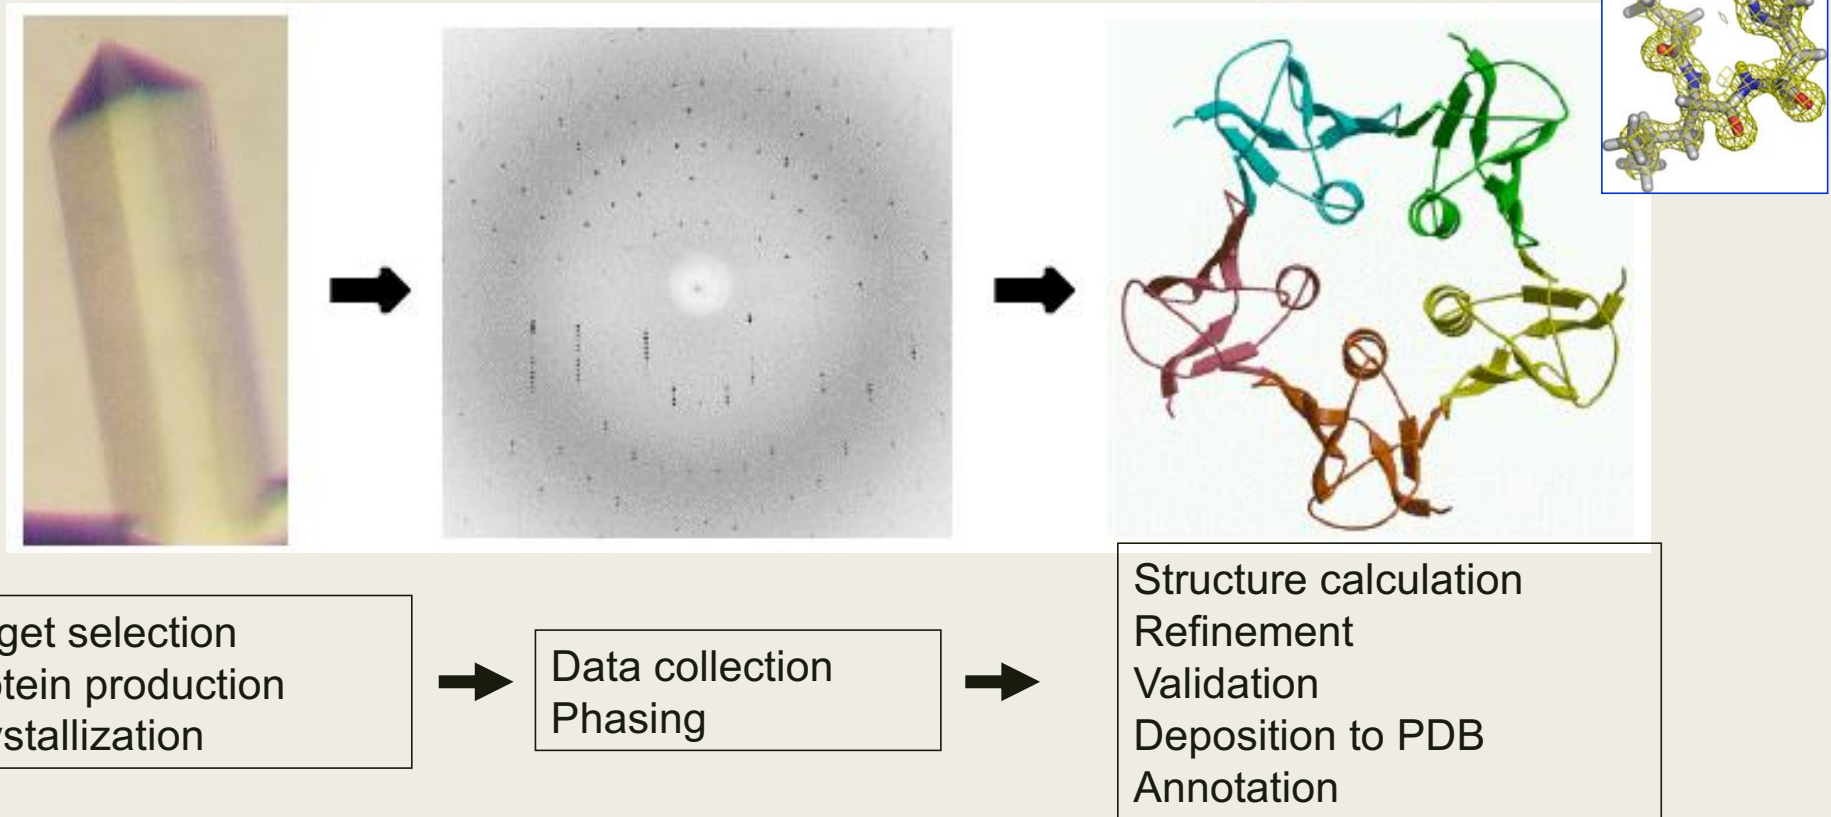 get selection
tein production
stallization
Data collection
Phasing
Structure calculation
Refinement
Validation
Deposition to PDB
Annotation